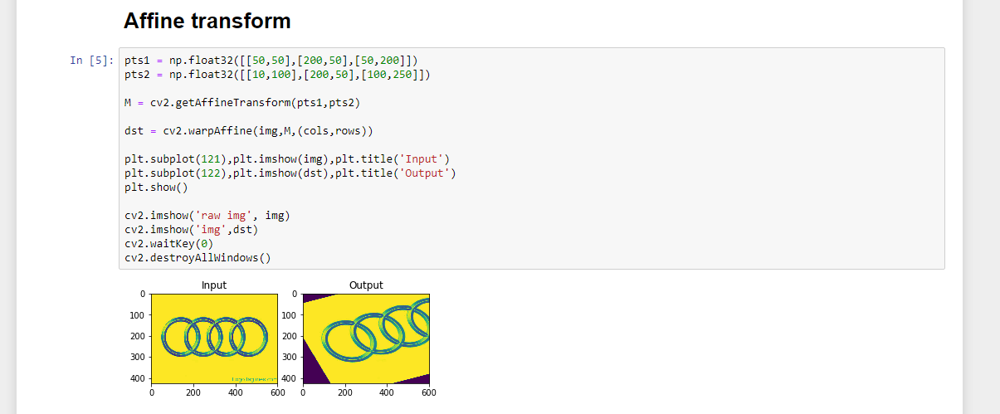 Affine transform
In [5]:
pts1 = np.float32([[50,50],[200,50],[50,200]])
pts2 = np.float32([[10,100],[200,50],[100,250]])
M = cv2.getAffineTransform(pts1,pts2)
dst = cv2.warpAffine(img,M,(cols,rows))
plt.subplot(121),plt.imshow(img),plt.title('Input')
plt.subplot(122),plt.imshow(dst),plt.title('Output')
plt.show()
cv2.imshow('raw img', img)
cv2.imshow('img',dst)
cv2.waitKey(0)
cv2.destroyAllWindows()
Input
0
100
200
300
400
0
200
400
600
Output
0
100
200
300
400
0
200
400
600